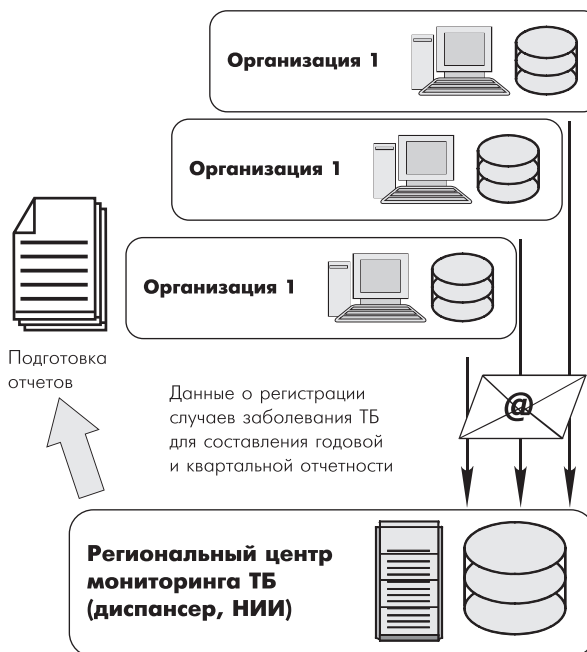 Организация 1
Организация 1
Организация 1
Подготовка
отчетов
Данные о регистрации
случаев заболевания ТБ
для составления годовой
и квартальной отчетности
@
Региональный центр
мониторинга ТБ
(диспансер, НИИ)